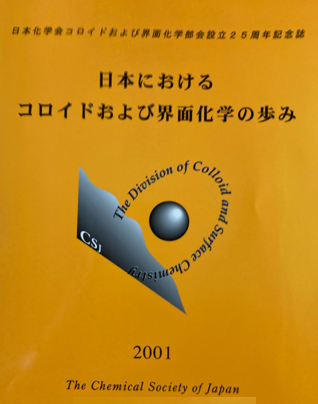 日本化学会コロイドおよび界面化学部会設立25周年記念誌
日本における
コロイドおよび界面化学の歩み
The Division of Colloid and Surface Chemistry
CSJ
2001
The Chemical Society of Japan